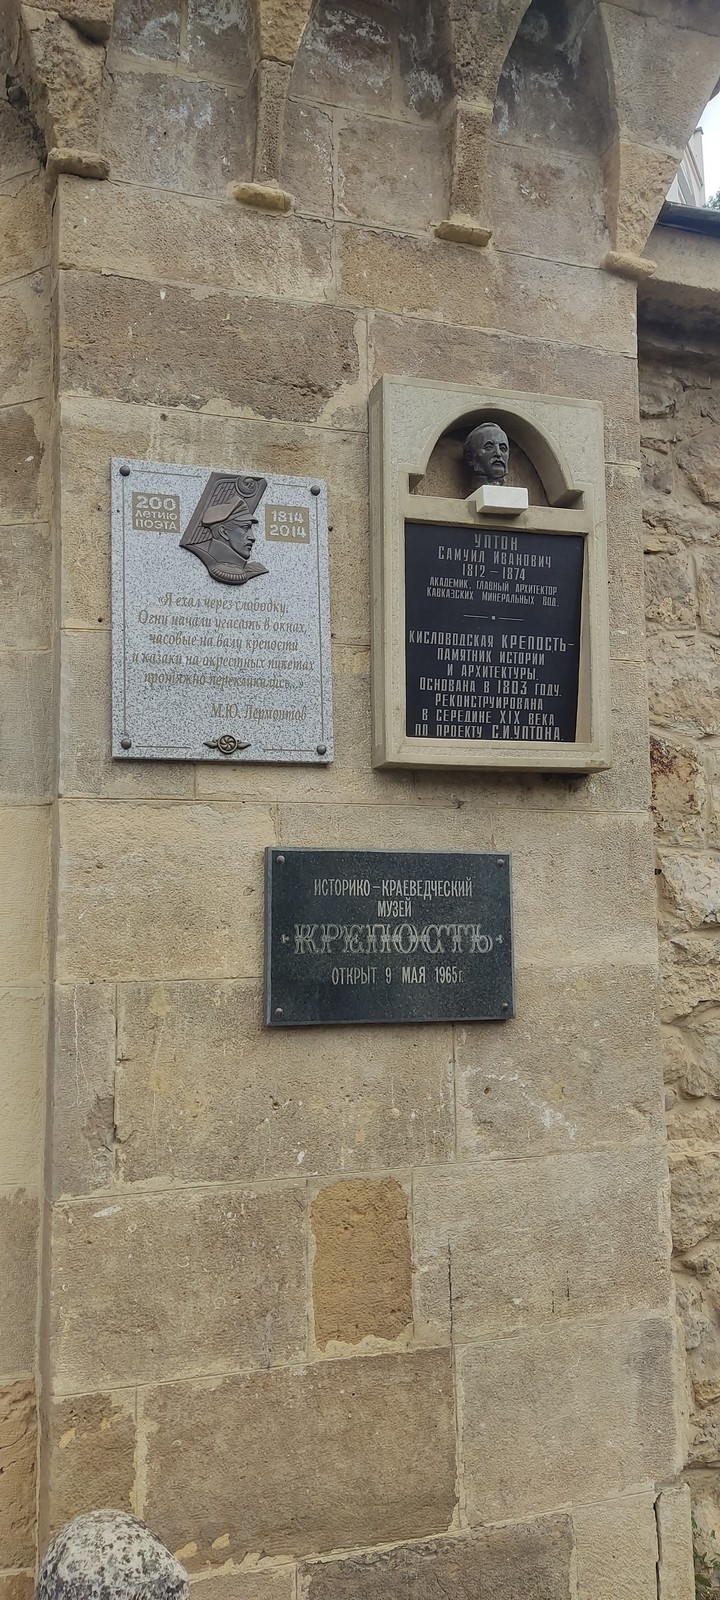 200
летию
поэта
1814
2014
«Я ехал через слободку.
Огни начали угасать в окнах,
часовые на валу крепости
и казаки на окрестных пикетах
протяжно перекликались...»
М.Ю. Лермонтов
УПТОН
САМУИЛ ИВАНОВИЧ
1812 – 1874
АКАДЕМИК, ГЛАВНЫЙ АРХИТЕКТОР
КАВКАЗСКИХ МИНЕРАЛЬНЫХ ВОД.
КИСЛОВОДСКАЯ КРЕПОСТЬ–
ПАМЯТНИК ИСТОРИИ
И АРХИТЕКТУРЫ.
ОСНОВАНА В 1803 ГОДУ.
РЕКОНСТРУИРОВАНА
В СЕРЕДИНЕ XIX ВЕКА
ПО ПРОЕКТУ С.И.УПТОНА.
ИСТОРИКО–КРАЕВЕДЧЕСКИЙ
МУЗЕЙ
КРЕПОСТЬ
ОТКРЫТ 9 МАЯ 1965г.